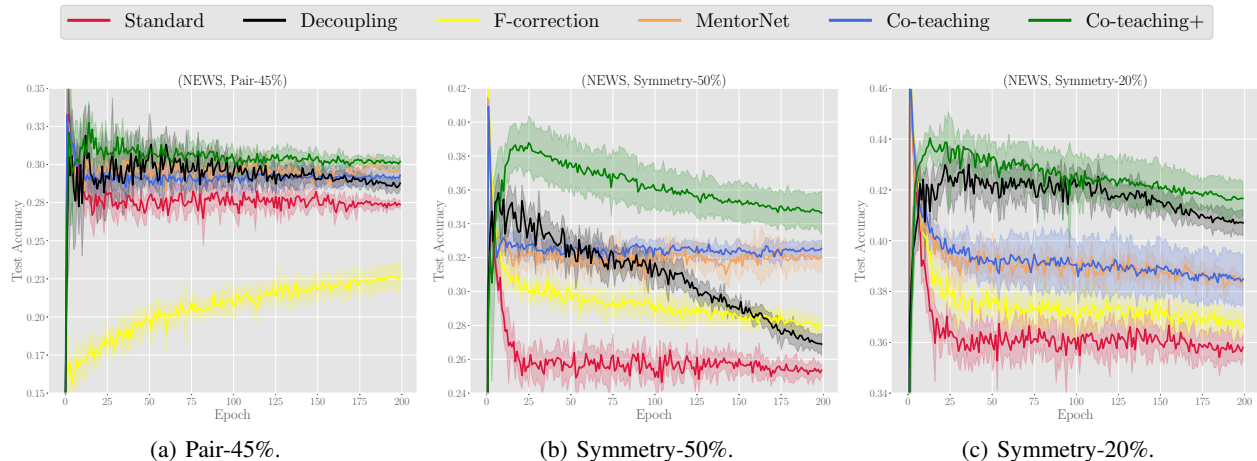 Standard Decoupling F-correction MentorNet Co-teaching Co-teaching+
(NEWS, Pair-45%)
0.35
0.33
0.30
0.28
0.25
0.23
0.20
0.17
0.15
Test Accuracy
0 25 50 75 100 125 150 175 200
Epoch
(a) Pair-45%.
(NEWS, Symmetry-50%)
0.42
0.40
0.38
0.36
0.34
0.32
0.30
0.28
0.26
0.24
Test Accuracy
0 25 50 75 100 125 150 175 200
Epoch
(b) Symmetry-50%.
(NEWS, Symmetry-20%)
0.46
0.44
0.42
0.40
0.38
0.36
0.34
Test Accuracy
0 25 50 75 100 125 150 175 200
Epoch
(c) Symmetry-20%.